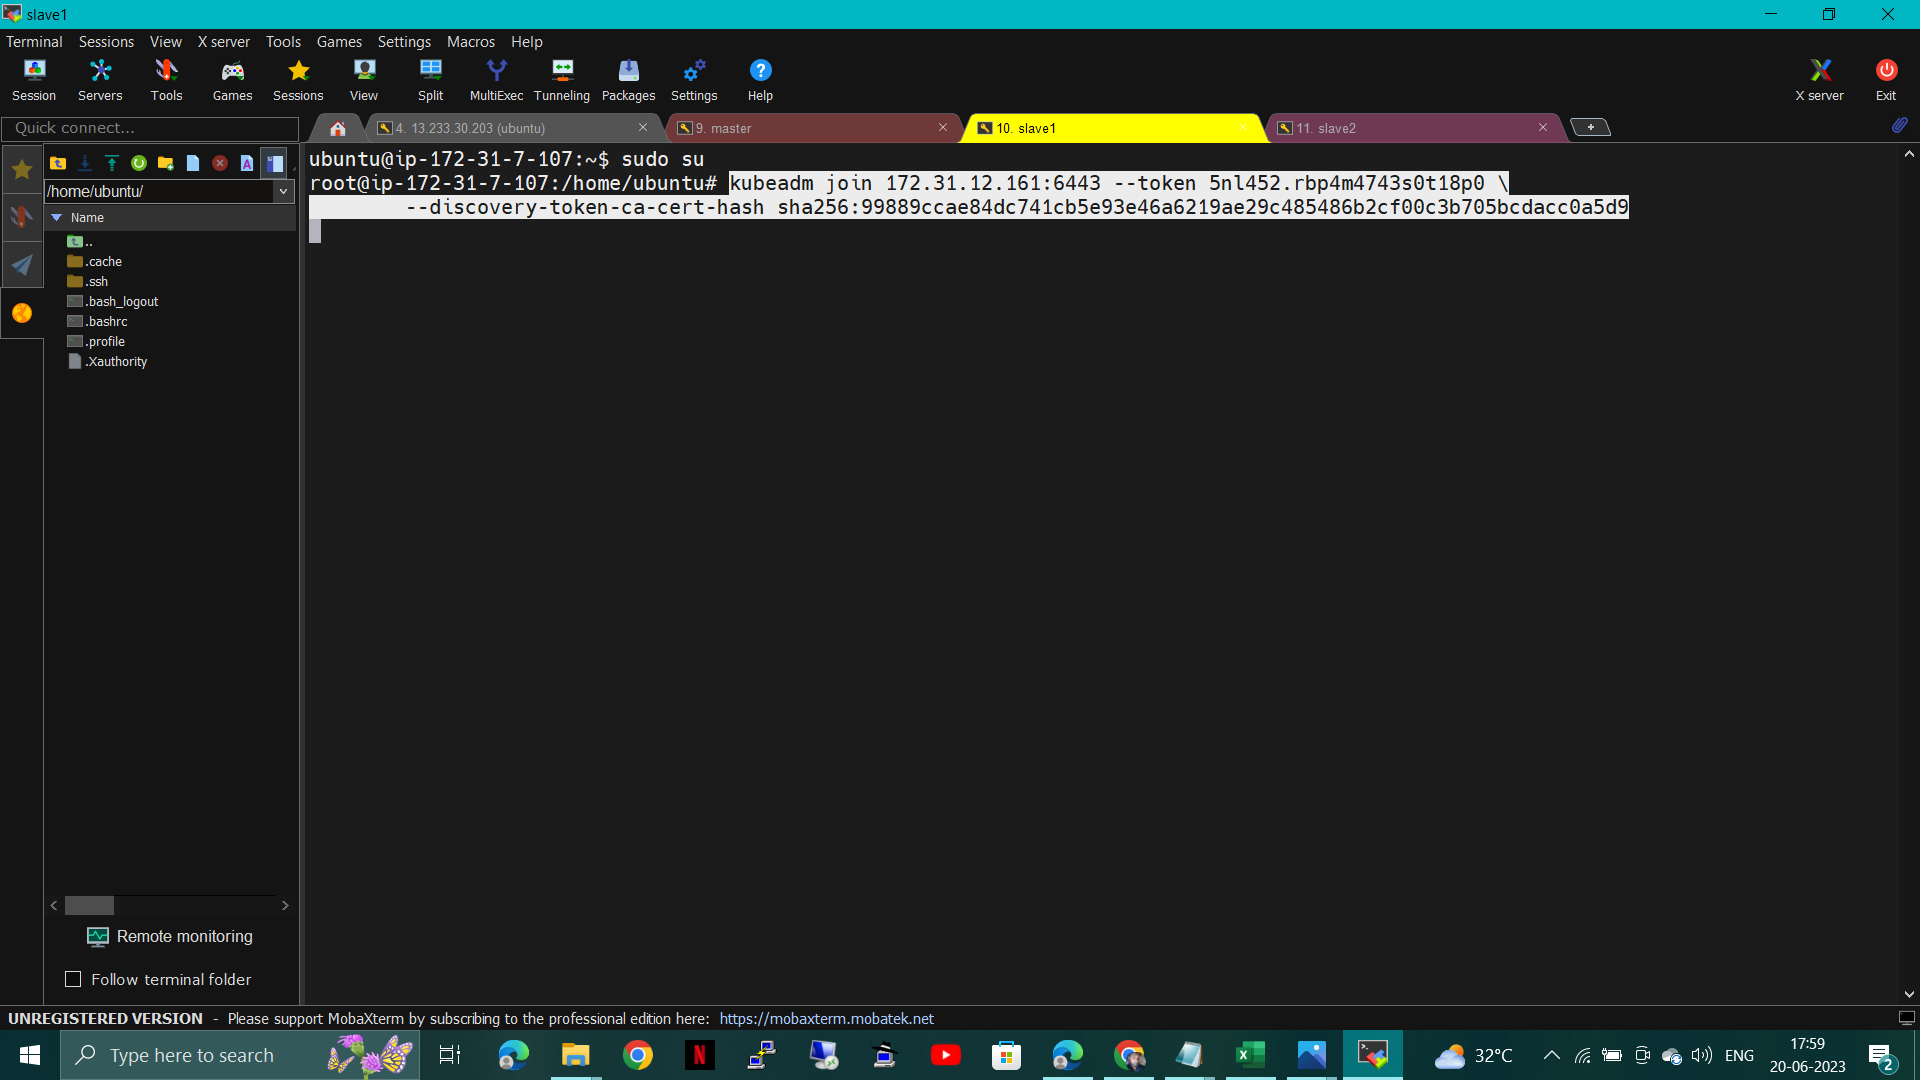 slave1
Terminal Sessions View X server Tools Games Settings Macros Help
Session Servers Tools Games Sessions View Split MultiExec Tunneling Packages Settings Help X server Exit
Quick connect...
4. 13.233.30.203 (ubuntu) 9. master 10. slave1 11. slave2
/home/ubuntu/
Name
..
.cache
.ssh
.bash_logout
.bashrc
.profile
.Xauthority
Remote monitoring
Follow terminal folder
ubuntu@ip-172-31-7-107:~$ sudo su
root@ip-172-31-7-107:/home/ubuntu# kubeadm join 172.31.12.161:6443 --token 5nl452.rbp4m4743s0t18p0 \
--discovery-token-ca-cert-hash sha256:99889ccae84dc741cb5e93e46a6219ae29c485486b2cf00c3b705bcdacc0a5d9
UNREGISTERED VERSION - Please support MobaXterm by subscribing to the professional edition here: https://mobaxterm.mobatek.net
Type here to search
32°C
ENG
17:59
20-06-2023
2